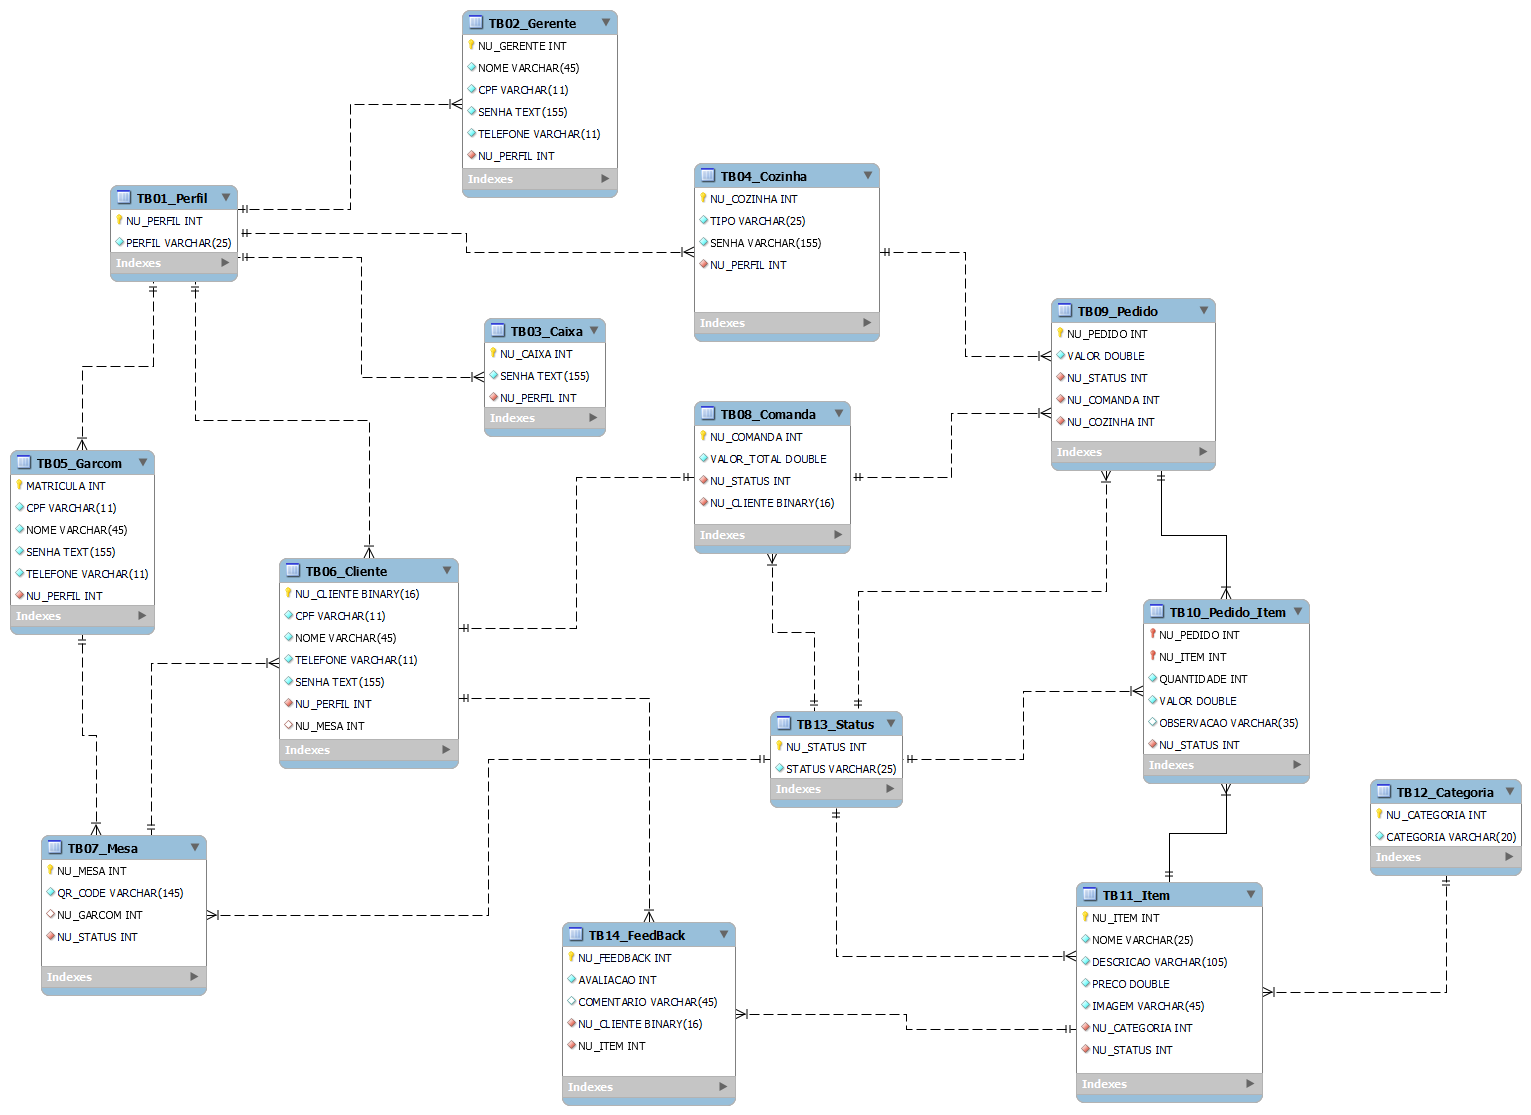 TB02_Gerente
NU_GERENTE INT
NOME VARCHAR(45)
CPF VARCHAR(11)
SENHA TEXT(155)
TELEFONE VARCHAR(11)
NU_PERFIL INT
Indexes
TB01_Perfil
NU_PERFIL INT
PERFIL VARCHAR(25)
Indexes
TB04_Cozinha
NU_COZINHA INT
TIPO VARCHAR(25)
SENHA VARCHAR(155)
NU_PERFIL INT
Indexes
TB03_Caixa
NU_CAIXA INT
SENHA TEXT(155)
NU_PERFIL INT
Indexes
TB09_Pedido
NU_PEDIDO INT
VALOR DOUBLE
NU_STATUS INT
NU_COMANDA INT
NU_COZINHA INT
Indexes
TB08_Comanda
NU_COMANDA INT
VALOR_TOTAL DOUBLE
NU_STATUS INT
NU_CLIENTE BINARY(16)
Indexes
TB05_Garcom
MATRICULA INT
CPF VARCHAR(11)
NOME VARCHAR(45)
SENHA TEXT(155)
TELEFONE VARCHAR(11)
NU_PERFIL INT
Indexes
TB06_Cliente
NU_CLIENTE BINARY(16)
CPF VARCHAR(11)
NOME VARCHAR(45)
TELEFONE VARCHAR(11)
SENHA TEXT(155)
NU_PERFIL INT
NU_MESA INT
Indexes
TB10_Pedido_Item
NU_PEDIDO INT
NU_ITEM INT
QUANTIDADE INT
VALOR DOUBLE
OBSERVACAO VARCHAR(35)
NU_STATUS INT
Indexes
TB13_Status
NU_STATUS INT
STATUS VARCHAR(25)
Indexes
TB12_Categoria
NU_CATEGORIA INT
CATEGORIA VARCHAR(20)
Indexes
TB07_Mesa
NU_MESA INT
QR_CODE VARCHAR(145)
NU_GARCOM INT
NU_STATUS INT
Indexes
TB14_FeedBack
NU_FEEDBACK INT
AVALIACAO INT
COMENTARIO VARCHAR(45)
NU_CLIENTE BINARY(16)
NU_ITEM INT
Indexes
TB11_Item
NU_ITEM INT
NOME VARCHAR(25)
DESCRICAO VARCHAR(105)
PRECO DOUBLE
IMAGEM VARCHAR(45)
NU_CATEGORIA INT
NU_STATUS INT
Indexes